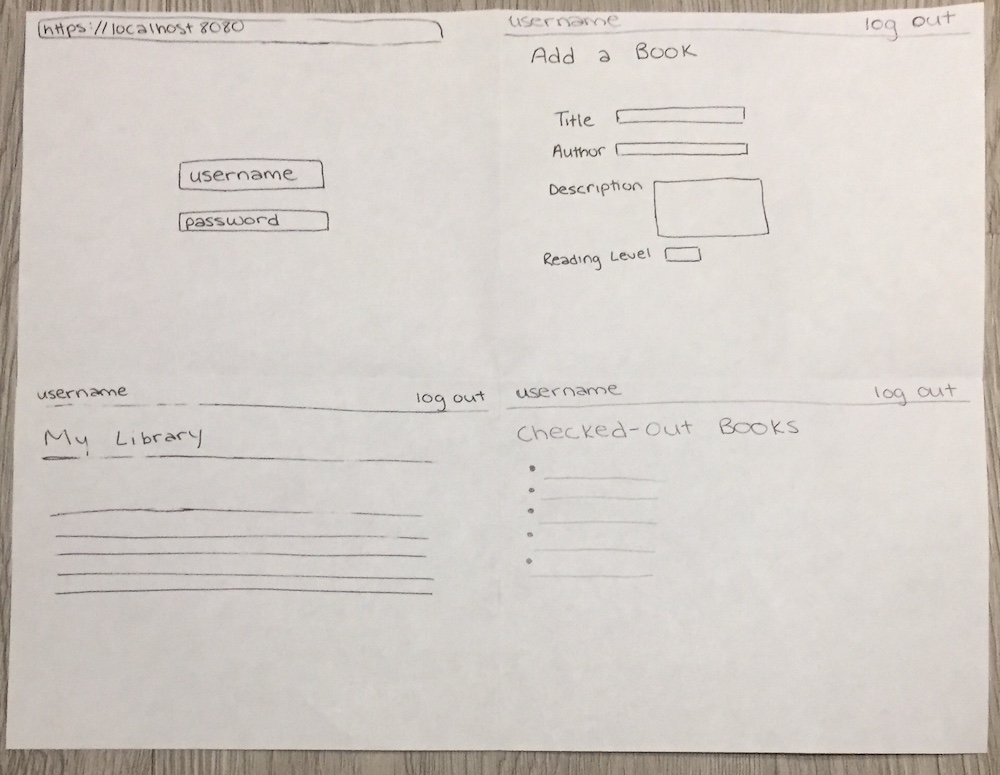 https://localhost 8080
username
password
username log out
Add a Book
Title
Author
Description
Reading Level
username log out
My Library
username log out
Checked-Out Books